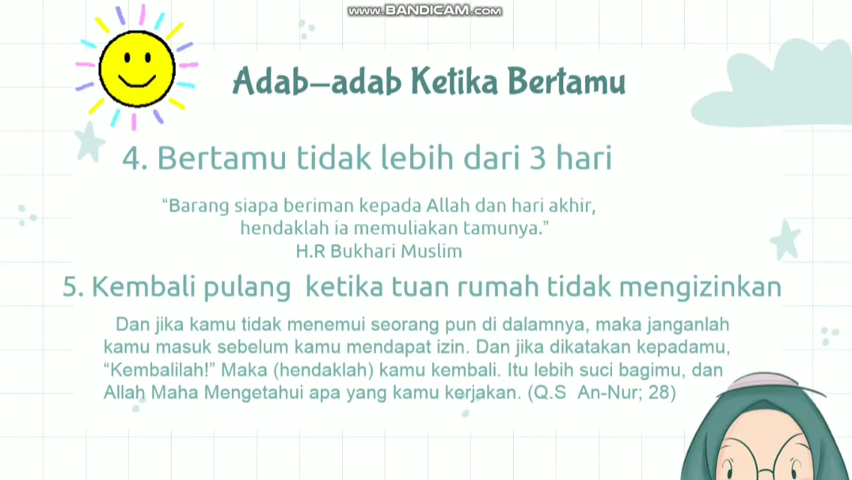 www.BANDICAM.com
Adab-adab Ketika Bertamu
4. Bertamu tidak lebih dari 3 hari
“Barang siapa beriman kepada Allah dan hari akhir,
hendaklah ia memuliakan tamunya.”
H.R Bukhari Muslim
5. Kembali pulang ketika tuan rumah tidak mengizinkan
Dan jika kamu tidak menemui seorang pun di dalamnya, maka janganlah
kamu masuk sebelum kamu mendapat izin. Dan jika dikatakan kepadamu,
“Kembalilah!” Maka (hendaklah) kamu kembali. Itu lebih suci bagimu, dan
Allah Maha Mengetahui apa yang kamu kerjakan. (Q.S An-Nur; 28)